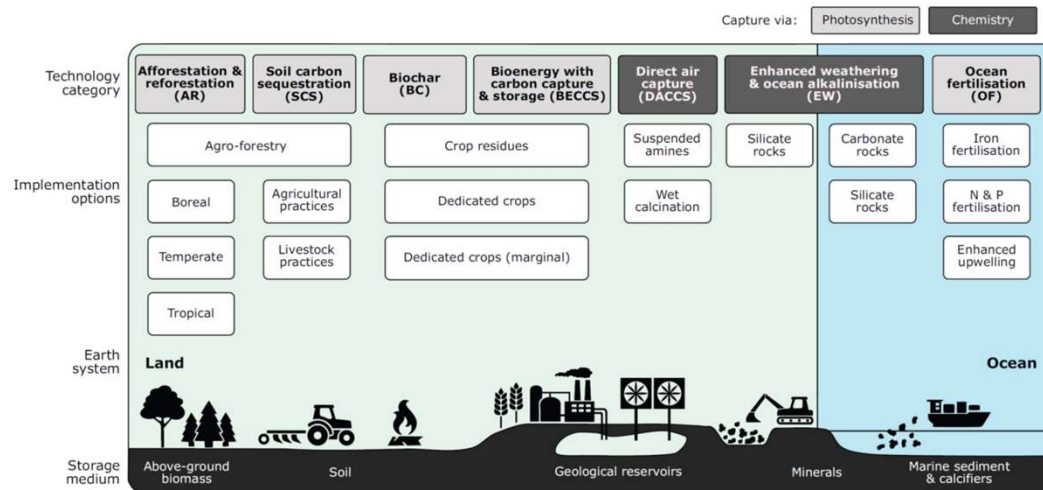 Capture via:
Photosynthesis
Chemistry
Technology
category
Afforestation &
reforestation
(AR)
Soil carbon
sequestration
(SCS)
Biochar
(BC)
Bioenergy with
carbon capture
& storage (BECCS)
Direct air
capture
(DACCS)
Enhanced weathering
& ocean alkalinisation
(EW)
Ocean
fertilisation
(OF)
Implementation
options
Agro-forestry
Crop residues
Suspended
amines
Silicate
rocks
Carbonate
rocks
Iron
fertilisation
Boreal
Agricultural
practices
Dedicated crops
Wet
calcination
Silicate
rocks
N & P
fertilisation
Temperate
Livestock
practices
Dedicated crops (marginal)
Enhanced
upwelling
Tropical
Earth
system
Land
Ocean
Storage
medium
Above-ground
biomass
Soil
Geological reservoirs
Minerals
Marine sediment
& calcifiers